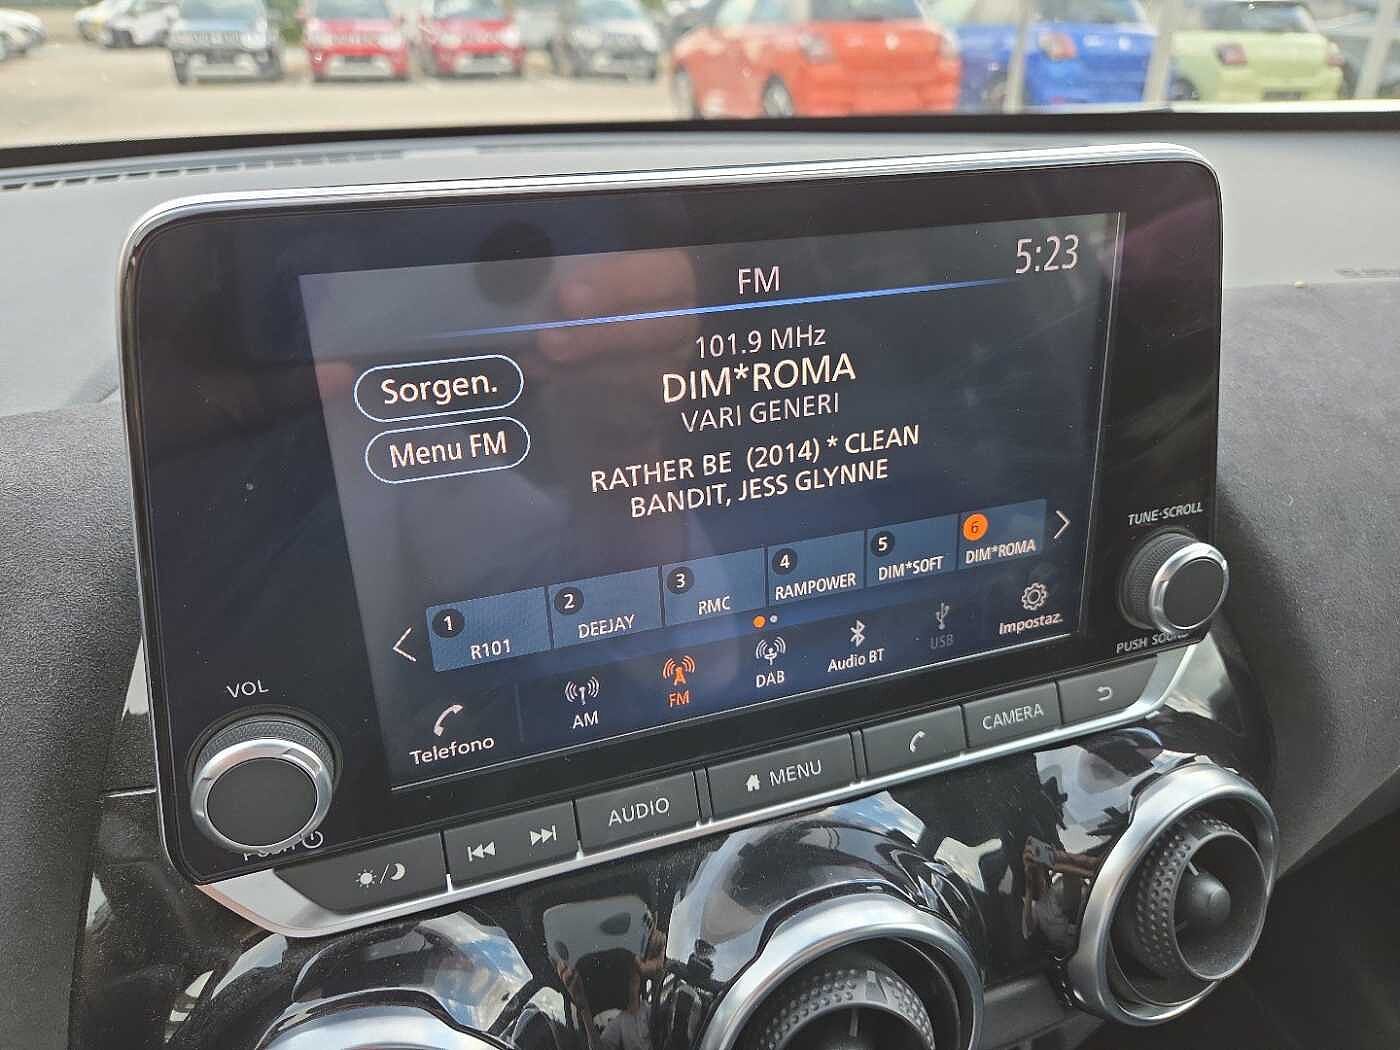 FM
5:23
101.9 MHz
DIM*ROMA
VARI GENERI
Sorgen.
Menu FM
RATHER BE (2014) * CLEAN
BANDIT, JESS GLYNNE
1 R101
2 DEEJAY
3 RMC
4 RAMPOWER
5 DIM*SOFT
6 DIM*ROMA
Telefono
AM
FM
DAB
Audio BT
USB
Impostaz.
VOL
TUNE·SCROLL
PUSH
PUSH
AUDIO
MENU
CAMERA